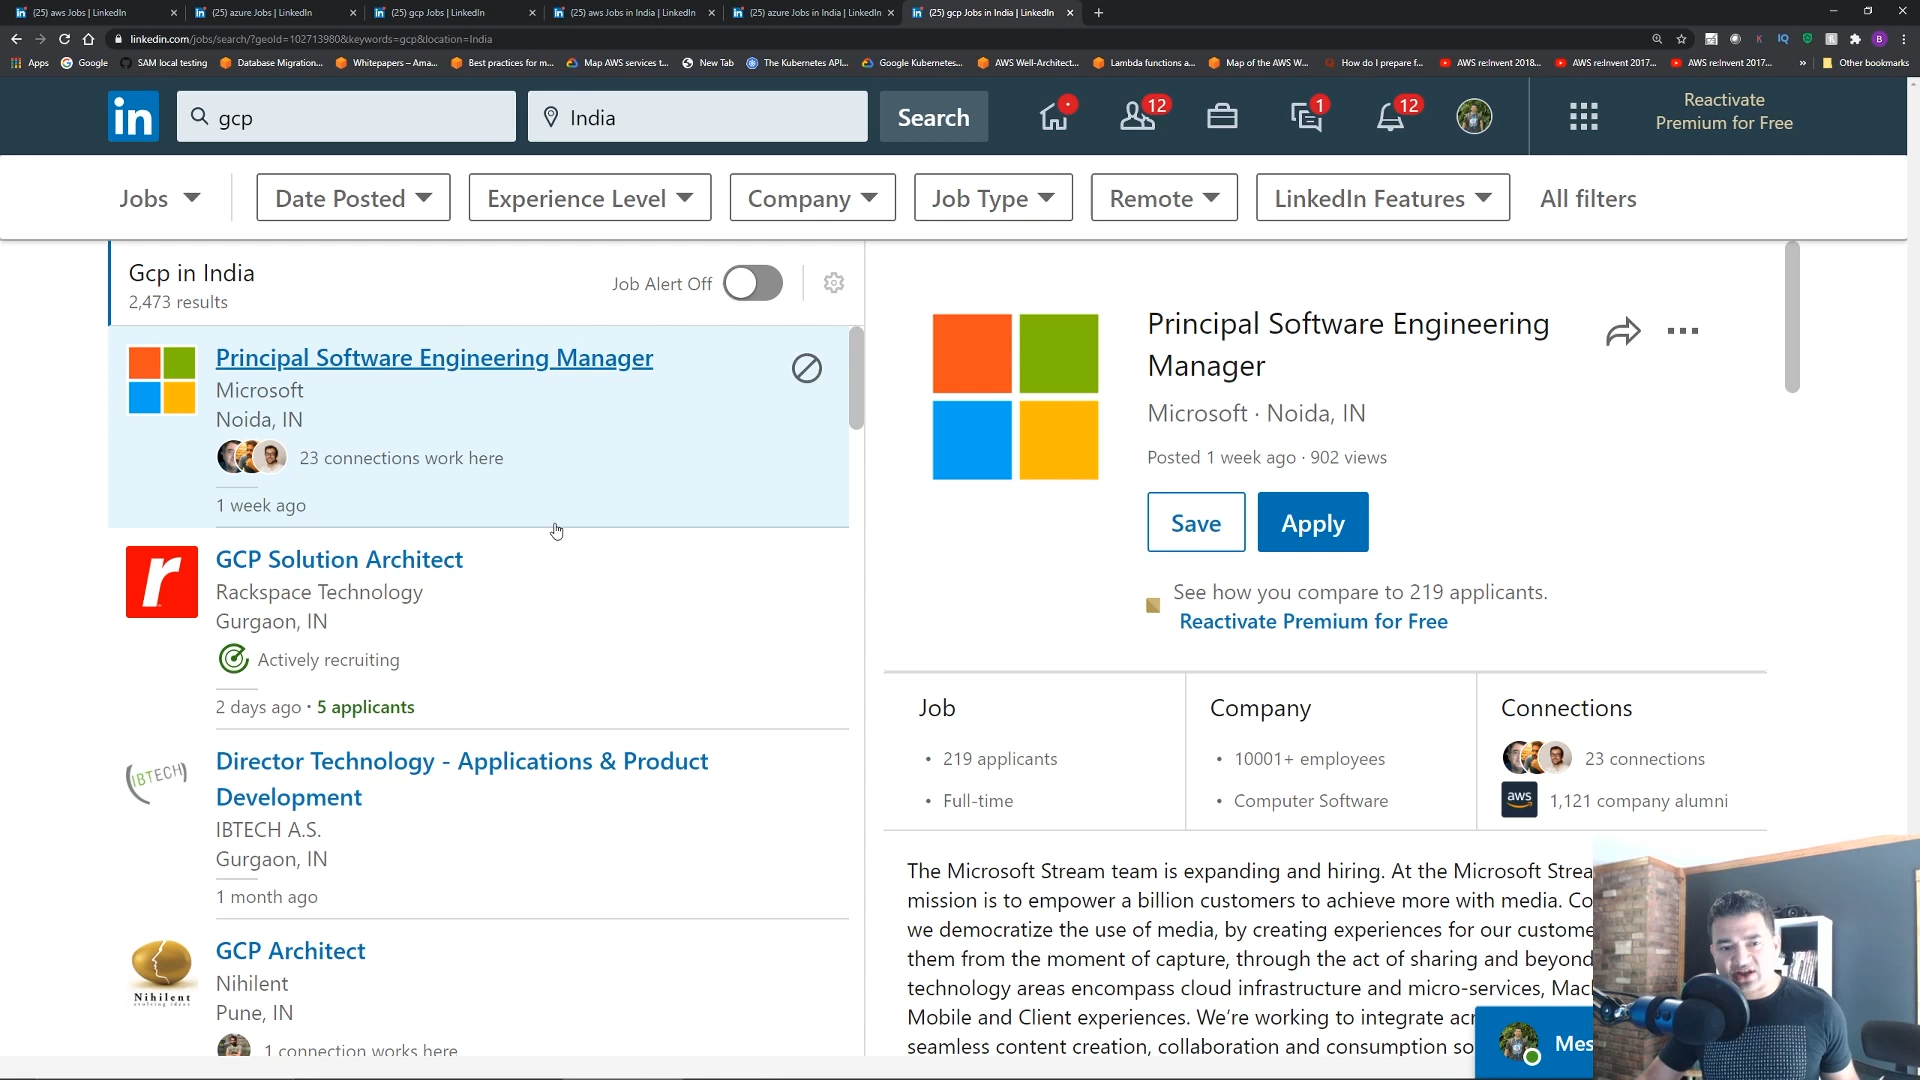 (25) aws Jobs | LinkedIn
(25) azure Jobs | LinkedIn
(25) gcp Jobs | LinkedIn
(25) aws Jobs in India | LinkedIn
(25) azure Jobs in India | LinkedIn
(25) gcp Jobs in India | LinkedIn
linkedin.com/jobs/search/?geoId=102713980&keywords=gcp&location=India
Apps
Google
SAM local testing
Database Migration...
Whitepapers – Ama...
Best practices for m...
Map AWS services t...
New Tab
The Kubernetes API...
Google Kubernetes...
AWS Well-Architect...
Lambda functions a...
Map of the AWS W...
How do I prepare f...
AWS re:Invent 2018...
AWS re:Invent 2017...
AWS re:Invent 2017...
Other bookmarks
in
gcp
India
Search
12
1
12
Reactivate
Premium for Free
Jobs
Date Posted
Experience Level
Company
Job Type
Remote
LinkedIn Features
All filters
Gcp in India
2,473 results
Job Alert Off
Principal Software Engineering Manager
Microsoft
Noida, IN
23 connections work here
1 week ago
r
GCP Solution Architect
Rackspace Technology
Gurgaon, IN
Actively recruiting
2 days ago · 5 applicants
IBTECH
Director Technology - Applications & Product
Development
IBTECH A.S.
Gurgaon, IN
1 month ago
Nihilent
GCP Architect
Nihilent
Pune, IN
1 connection works here
Principal Software Engineering
Manager
Microsoft · Noida, IN
Posted 1 week ago · 902 views
Save
Apply
See how you compare to 219 applicants.
Reactivate Premium for Free
Job
• 219 applicants
• Full-time
Company
• 10001+ employees
• Computer Software
Connections
23 connections
aws
1,121 company alumni
The Microsoft Stream team is expanding and hiring. At the Microsoft Strea
mission is to empower a billion customers to achieve more with media. Co
we democratize the use of media, by creating experiences for our custome
them from the moment of capture, through the act of sharing and beyond
technology areas encompass cloud infrastructure and micro-services, Mac
Mobile and Client experiences. We're working to integrate acr
seamless content creation, collaboration and consumption so
Mes